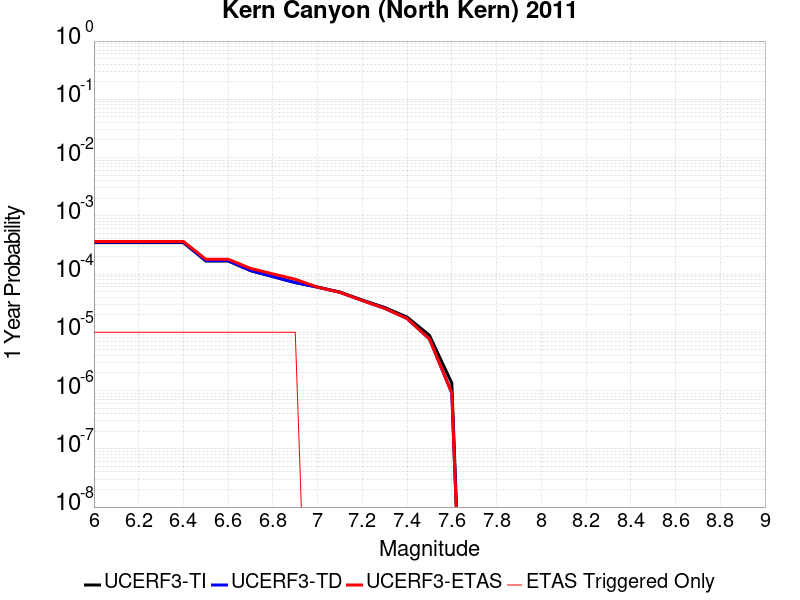 Kern Canyon (North Kern) 2011
1 Year Probability
10^0
10^-1
10^-2
10^-3
10^-4
10^-5
10^-6
10^-7
10^-8
6 6.2 6.4 6.6 6.8 7 7.2 7.4 7.6 7.8 8 8.2 8.4 8.6 8.8 9
Magnitude
UCERF3-TI UCERF3-TD UCERF3-ETAS ETAS Triggered Only